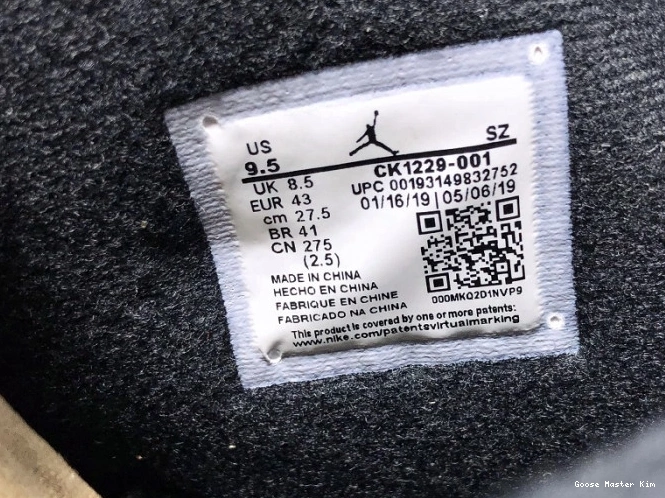 US SZ
9.5 CK1229-001
UK 8.5 UPC 00193149832752
EUR 43 01/16/19 | 05/06/19
cm 27.5
BR 41
CN 275
(2.5)
MADE IN CHINA
HECHO EN CHINA
FABRIQUE EN CHINE
FABRICADO NA CHINA
000MKQ2D1NVP9
This product is covered by one or more patents:
www.nike.com/patentsvirtualmarking
Goose Master Kim